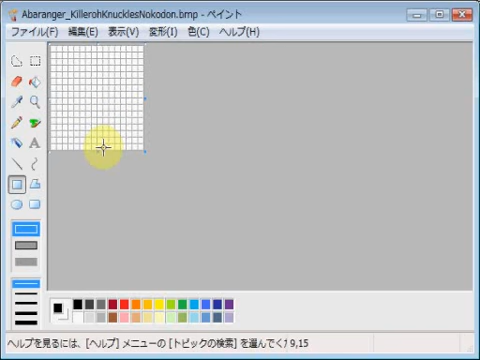 Abaranger_KillerohKnucklesNokodon.bmp - ペイント
ファイル(F) 編集(E) 表示(V) 変形(I) 色(C) ヘルプ(H)
A
ヘルプを見るには、[ヘルプ] メニューの [トピックの検索] を選んでくだ 9,15